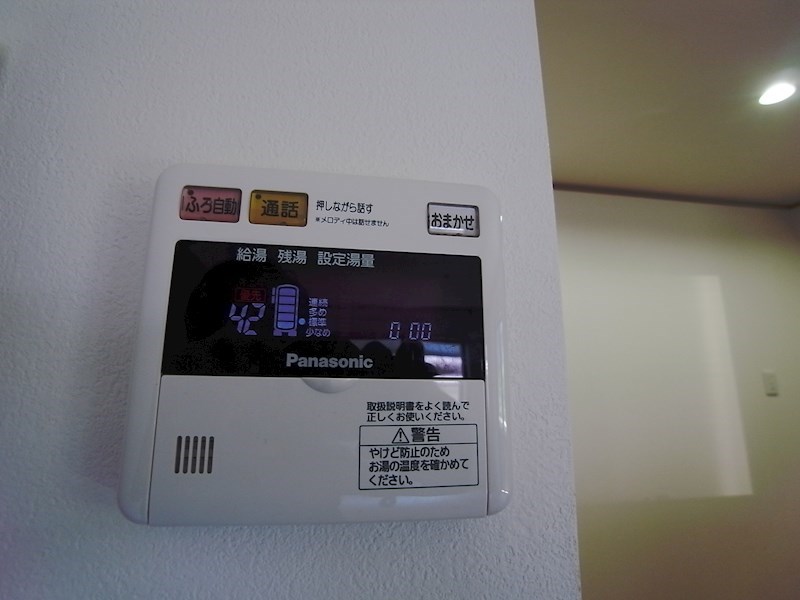 ふろ自動
通話
押しながら話す
※メロディ中は話せません
おまかせ
給湯 残湯 設定湯量
優先
42
連続
多め
標準
少なめ
0 00
Panasonic
取扱説明書をよく読んで
正しくお使いください。
警告
やけど防止のため
お湯の温度を確かめて
ください。